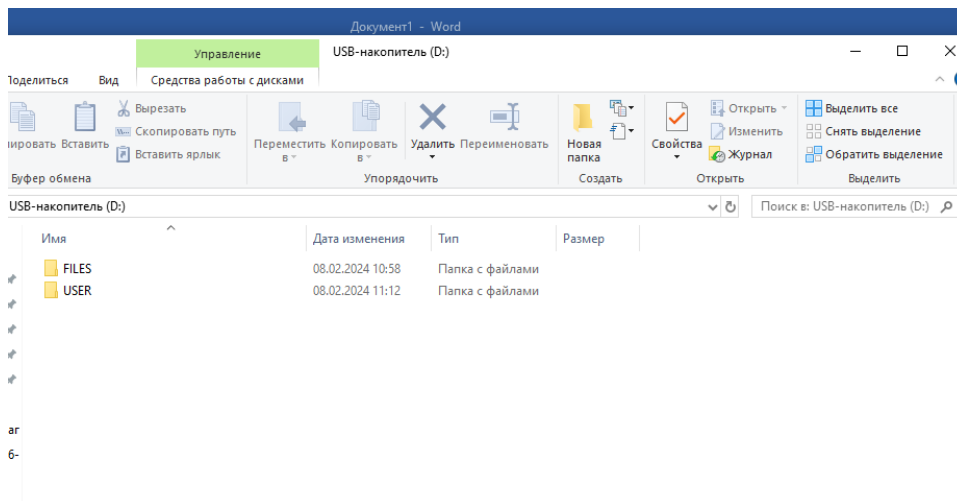 Документ1 - Word
Управление
USB-накопитель (D:)
Вид
Средства работы с дисками
Вставить
Вырезать
Скопировать путь
Вставить ярлык
Переместить в
Копировать в
Удалить
Переименовать
Новая папка
Свойства
Открыть
Изменить
Журнал
Выделить все
Снять выделение
Обратить выделение
Буфер обмена
Упорядочить
Создать
Открыть
Выделить
USB-накопитель (D:)
Поиск в: USB-накопитель (D:)
Имя
Дата изменения
Тип
Размер
FILES
08.02.2024 10:58
Папка с файлами
USER
08.02.2024 11:12
Папка с файлами
аг
6-